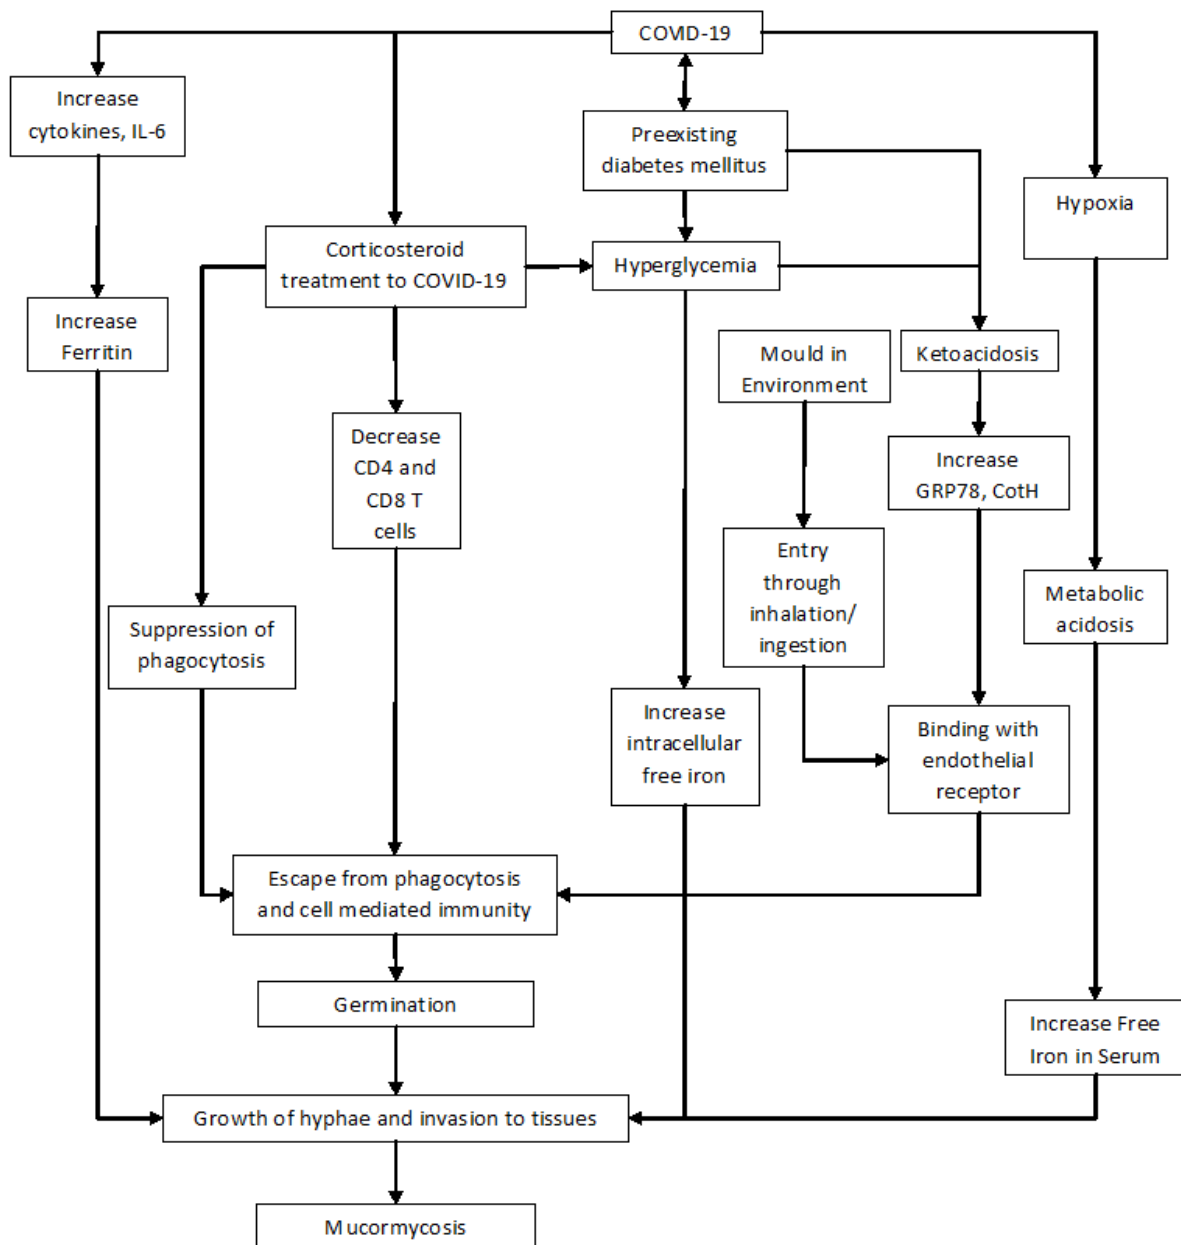 COVID-19
Increase
cytokines, IL-6
Preexisting
diabetes mellitus
Hypoxia
Corticosteroid
treatment to COVID-19
Hyperglycemia
Increase
Ferritin
Mould in
Environment
Ketoacidosis
Decrease
CD4 and
CD8 T
cells
Increase
GRP78, CotH
Entry
through
inhalation/
ingestion
Metabolic
acidosis
Suppression of
phagocytosis
Increase
intracellular
free iron
Binding with
endothelial
receptor
Escape from phagocytosis
and cell mediated immunity
Germination
Increase Free
Iron in Serum
Growth of hyphae and invasion to tissues
Mucormycosis